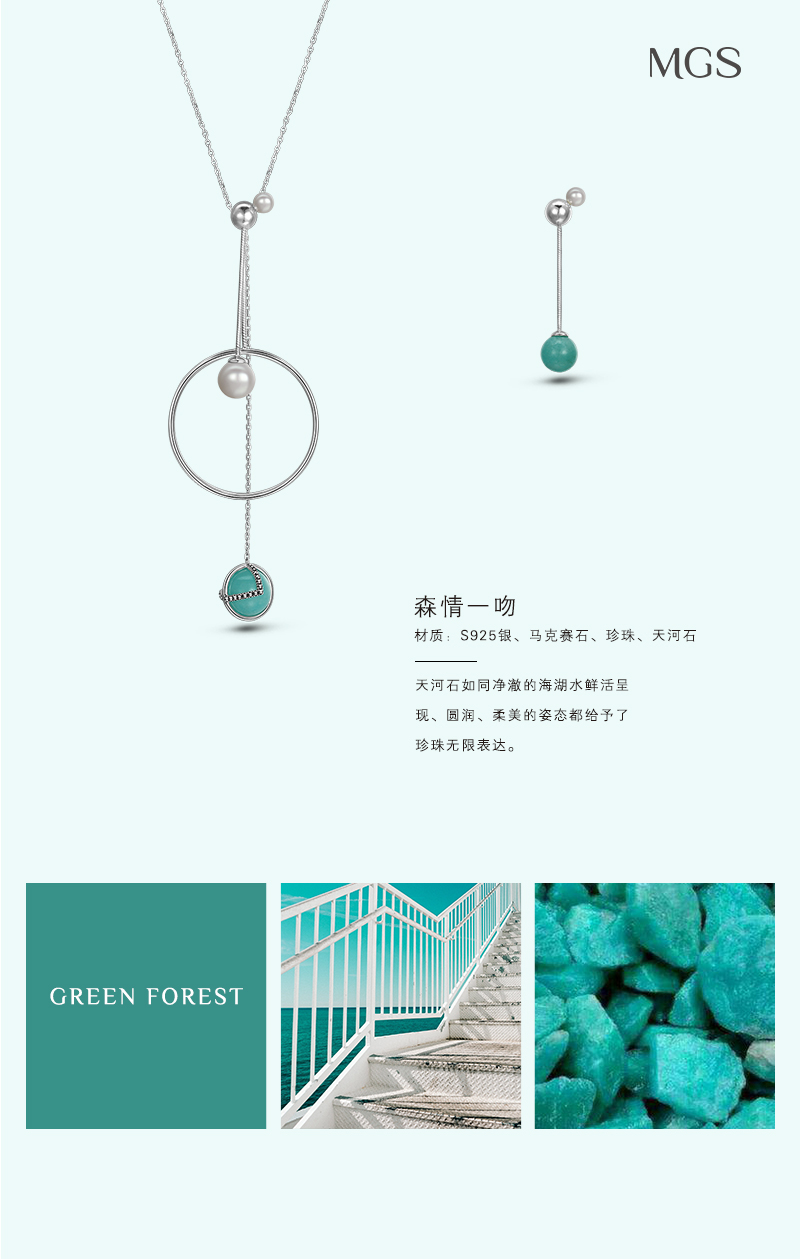 MGS
森情一吻
材质：S925银、马克赛石、珍珠、天河石
天河石如同净澈的海湖水鲜活呈
现、圆润、柔美的姿态都给予了
珍珠无限表达。
GREEN FOREST